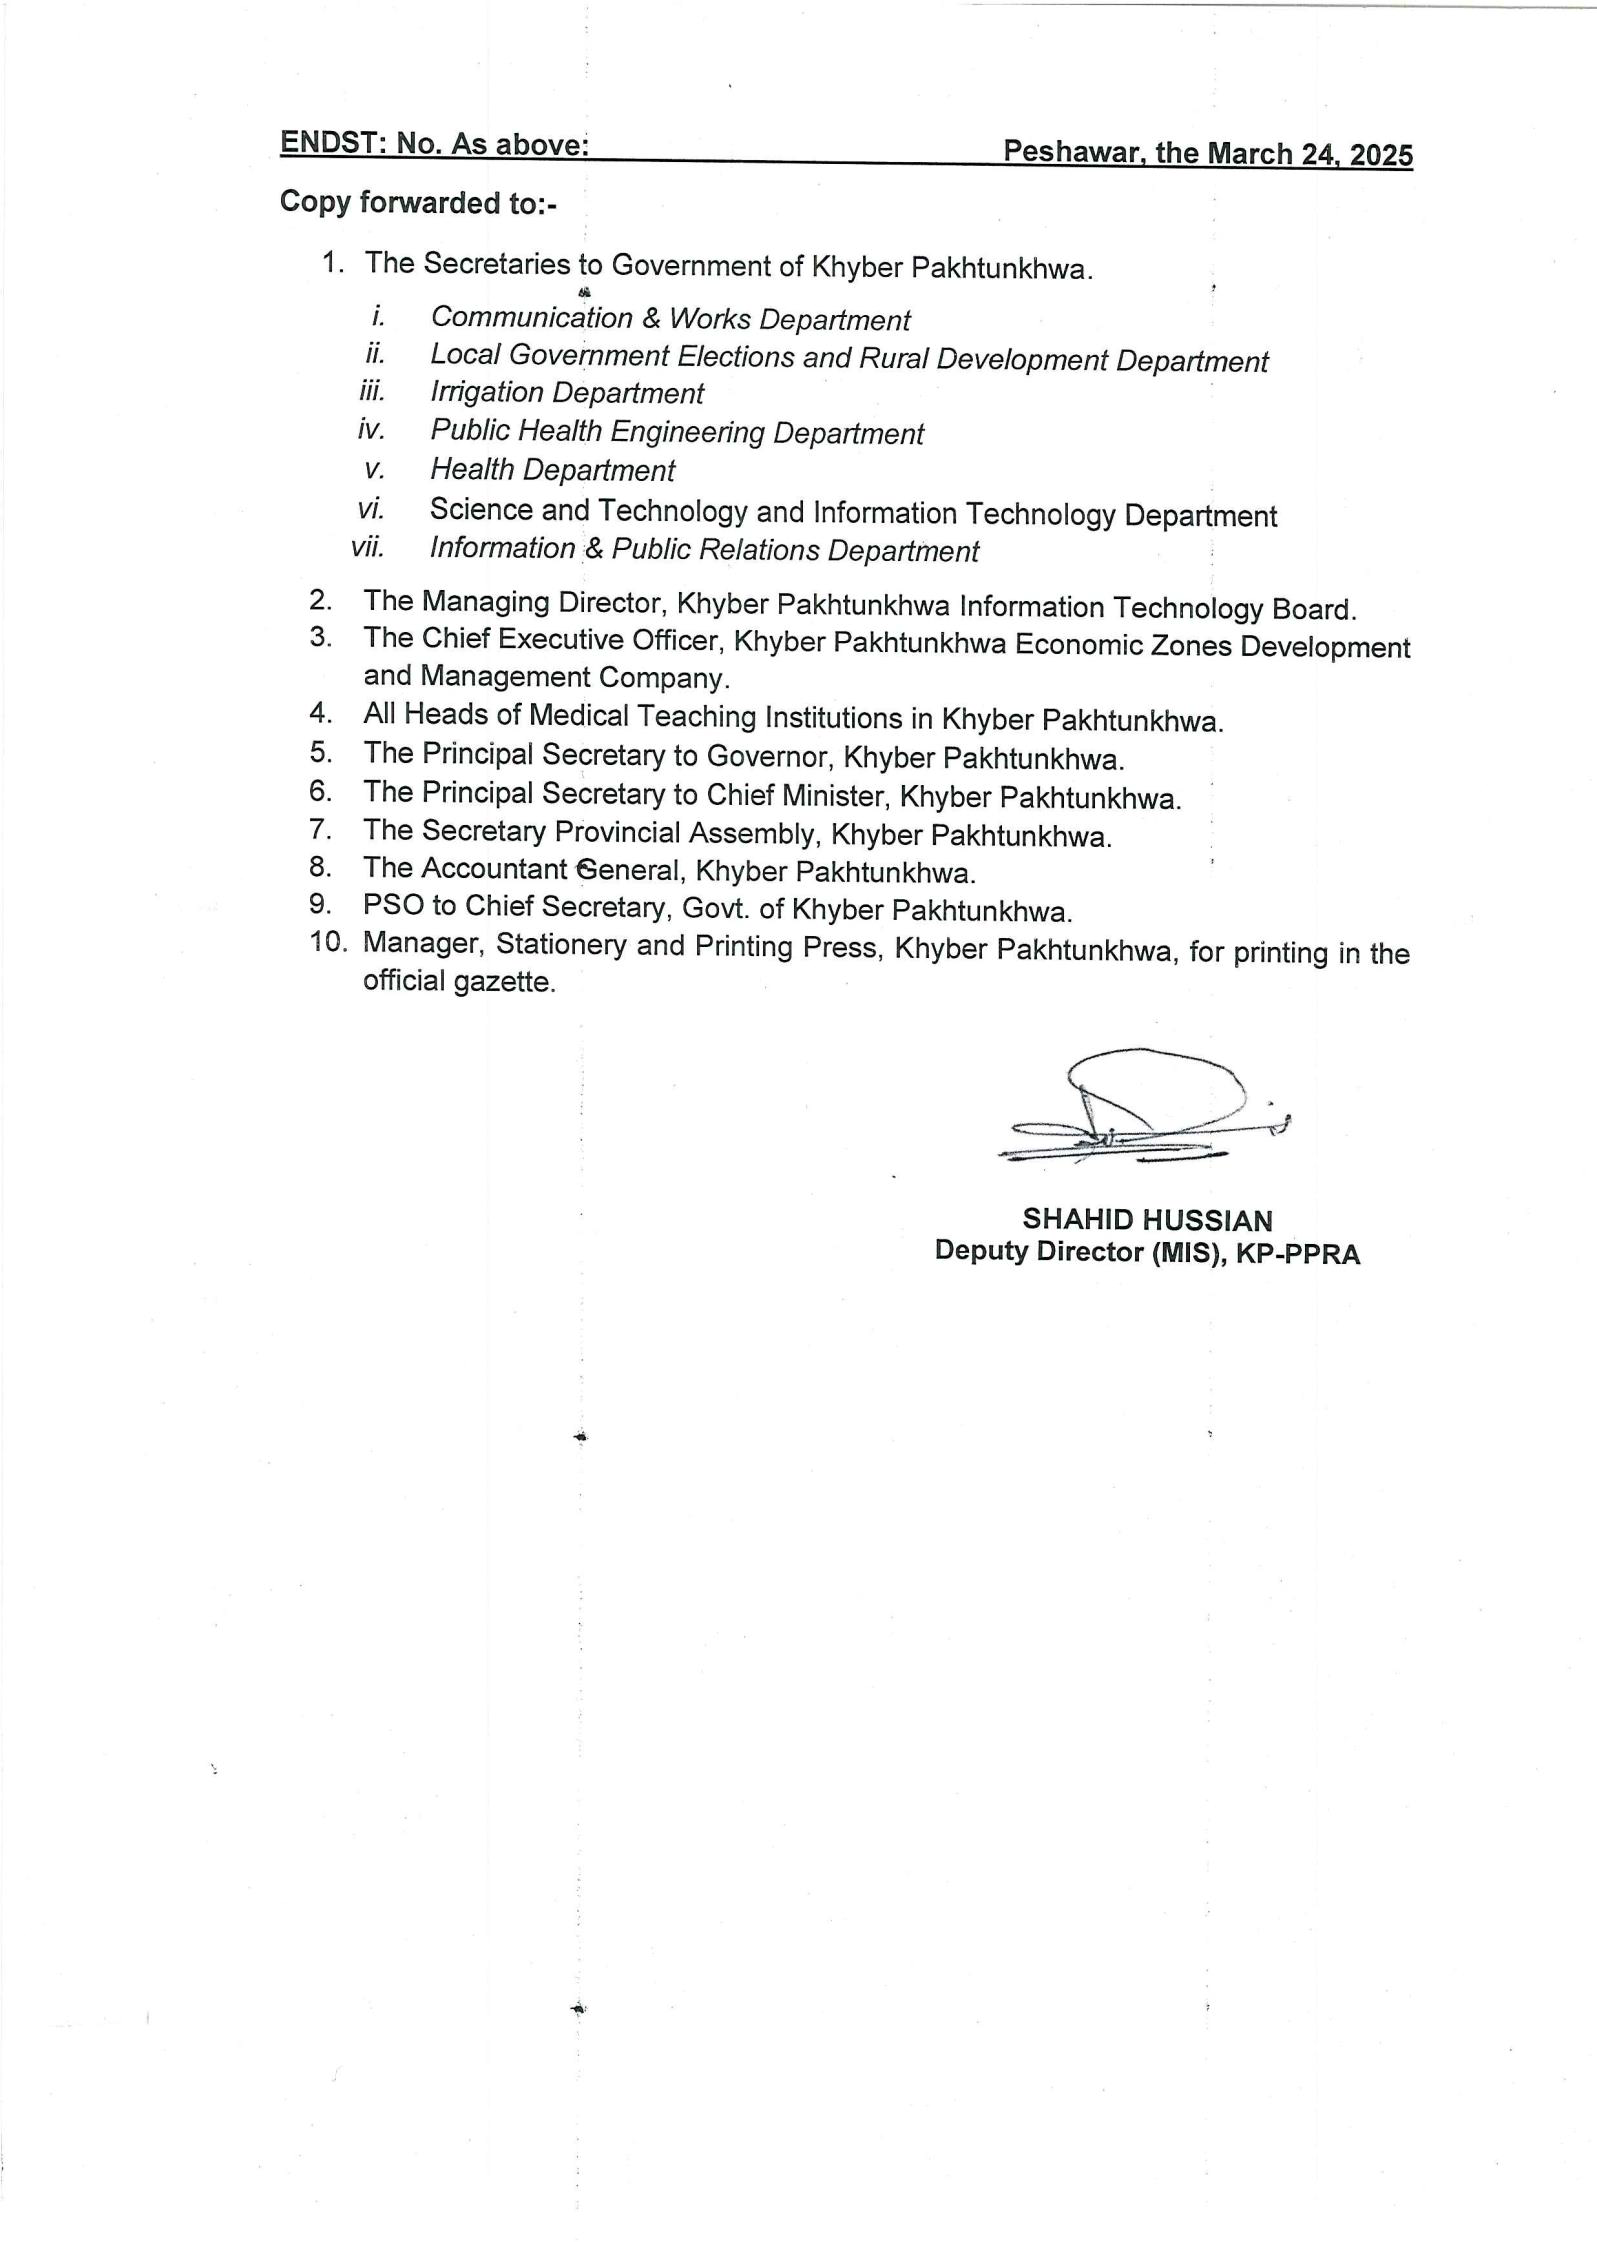 ENDST: No. As above: Peshawar, the March 24, 2025
Copy forwarded to:-
1. The Secretaries to Government of Khyber Pakhtunkhwa.
i. Communication & Works Department
ii. Local Government Elections and Rural Development Department
iii. Irrigation Department
iv. Public Health Engineering Department
v. Health Department
vi. Science and Technology and Information Technology Department
vii. Information & Public Relations Department
2. The Managing Director, Khyber Pakhtunkhwa Information Technology Board.
3. The Chief Executive Officer, Khyber Pakhtunkhwa Economic Zones Development
and Management Company.
4. All Heads of Medical Teaching Institutions in Khyber Pakhtunkhwa.
5. The Principal Secretary to Governor, Khyber Pakhtunkhwa.
6. The Principal Secretary to Chief Minister, Khyber Pakhtunkhwa.
7. The Secretary Provincial Assembly, Khyber Pakhtunkhwa.
8. The Accountant General, Khyber Pakhtunkhwa.
9. PSO to Chief Secretary, Govt. of Khyber Pakhtunkhwa.
10. Manager, Stationery and Printing Press, Khyber Pakhtunkhwa, for printing in the
official gazette.
SHAHID HUSSIAN
Deputy Director (MIS), KP-PPRA